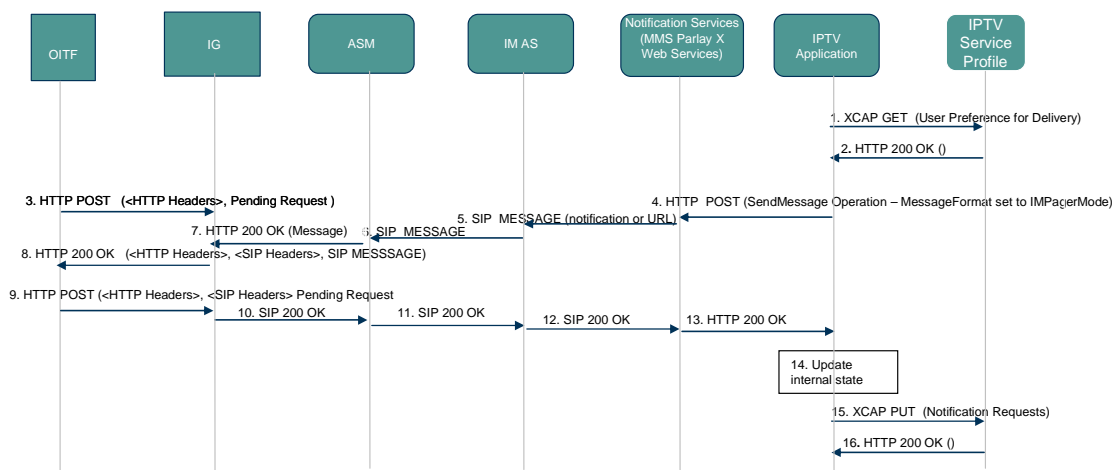 OITF
IG
ASM
IM AS
Notification Services
(MMS Parlay X
Web Services)
IPTV
Application
IPTV
Service
Profile
1. XCAP GET (User Preference for Delivery)
2. HTTP 200 OK ()
3. HTTP POST (<HTTP Headers>, Pending Request )
4. HTTP POST (SendMessage Operation – MessageFormat set to IMPagerMode)
5. SIP MESSAGE (notification or URL)
6. SIP MESSAGE
7. HTTP 200 OK (Message)
8. HTTP 200 OK (<HTTP Headers>, <SIP Headers>, SIP MESSSAGE)
9. HTTP POST (<HTTP Headers>, <SIP Headers> Pending Request
10. SIP 200 OK
11. SIP 200 OK
12. SIP 200 OK
13. HTTP 200 OK
14. Update
internal state
15. XCAP PUT (Notification Requests)
16. HTTP 200 OK ()